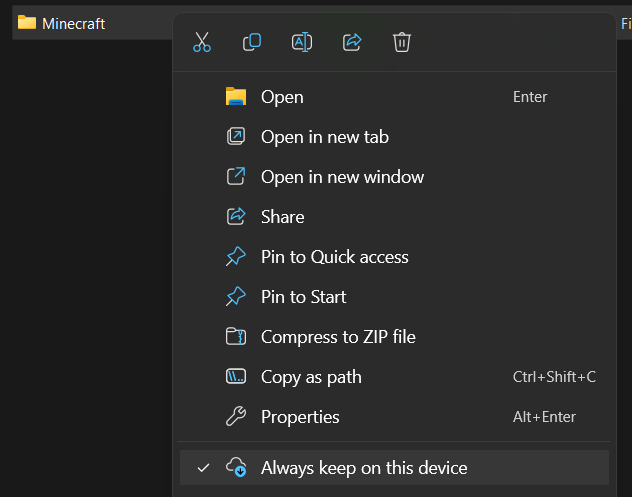 Minecraft
Fi
Open Enter
Open in new tab
Open in new window
Share
Pin to Quick access
Pin to Start
Compress to ZIP file
Copy as path Ctrl+Shift+C
Properties Alt+Enter
Always keep on this device